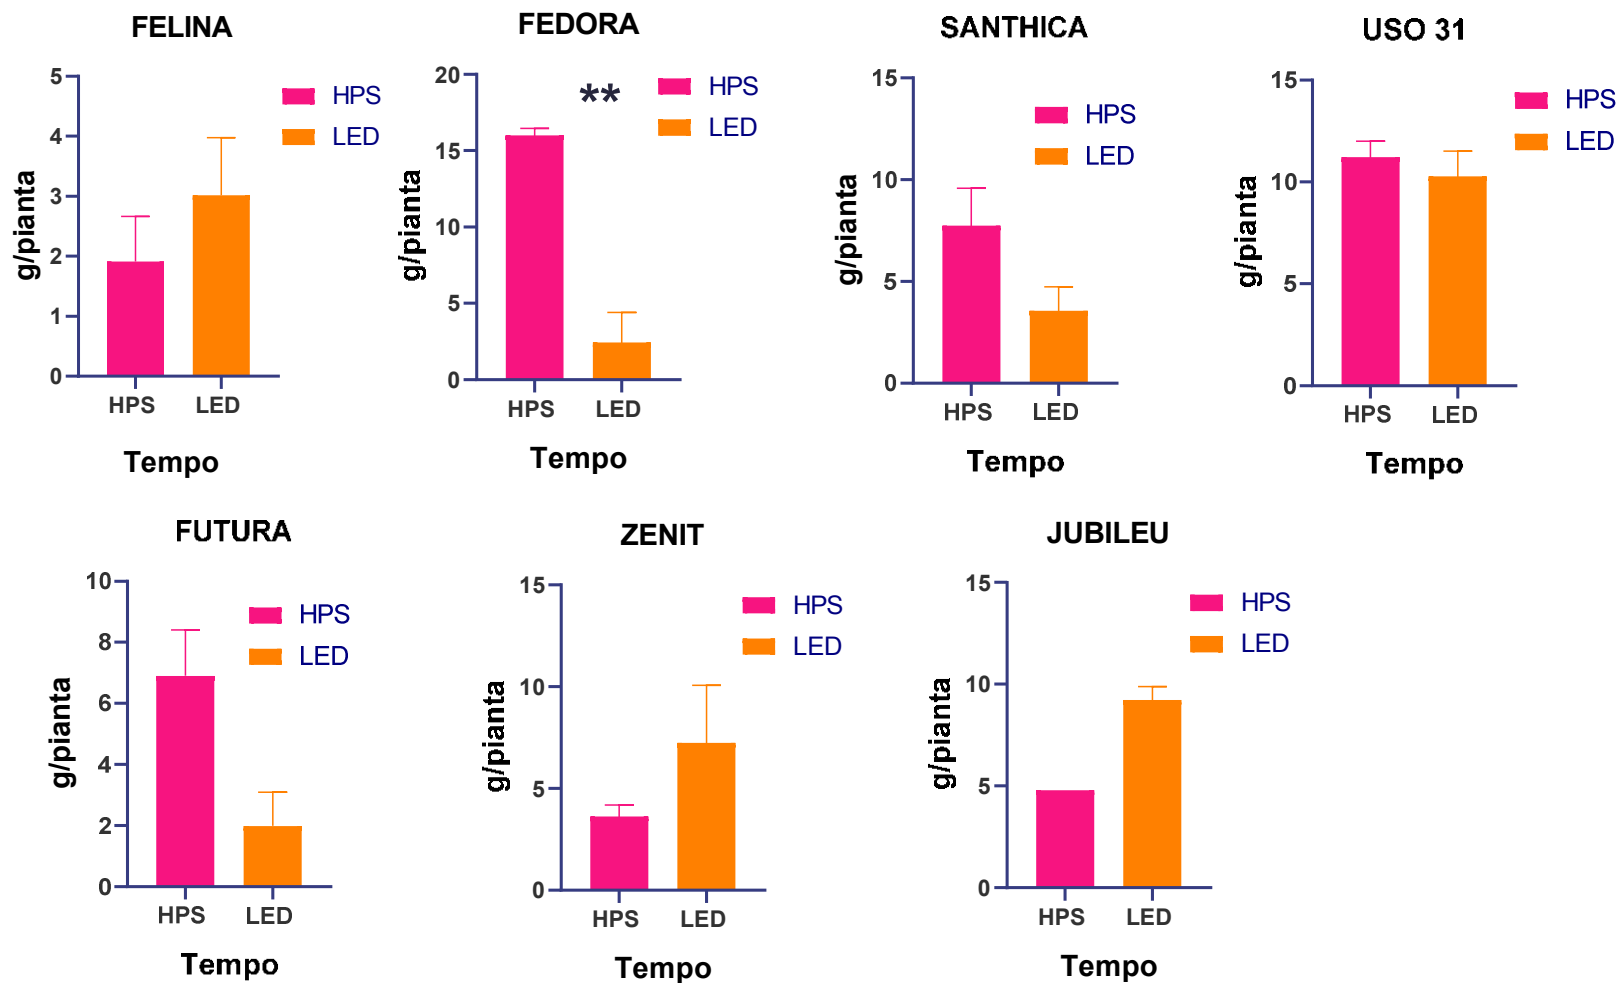 FELINA
5
4
3
2
1
0
g/pianta
HPS
LED
HPS
LED
Tempo
FEDORA
20
15
10
5
0
g/pianta
**
HPS
LED
HPS
LED
Tempo
SANTHICA
15
10
5
0
g/pianta
HPS
LED
HPS
LED
Tempo
USO 31
15
10
5
0
g/pianta
HPS
LED
HPS
LED
Tempo
FUTURA
10
8
6
4
2
0
g/pianta
HPS
LED
HPS
LED
Tempo
ZENIT
15
10
5
0
g/pianta
HPS
LED
HPS
LED
Tempo
JUBILEU
15
10
5
0
g/pianta
HPS
LED
HPS
LED
Tempo